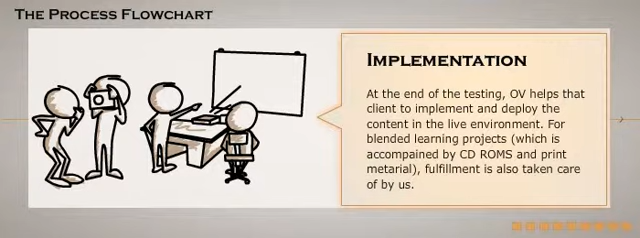 The Process Flowchart
Implementation
At the end of the testing, OV helps that
client to implement and deploy the
content in the live environment. For
blended learning projects (which is
accompained by CD ROMS and print
metarial), fulfillment is also taken care
of by us.